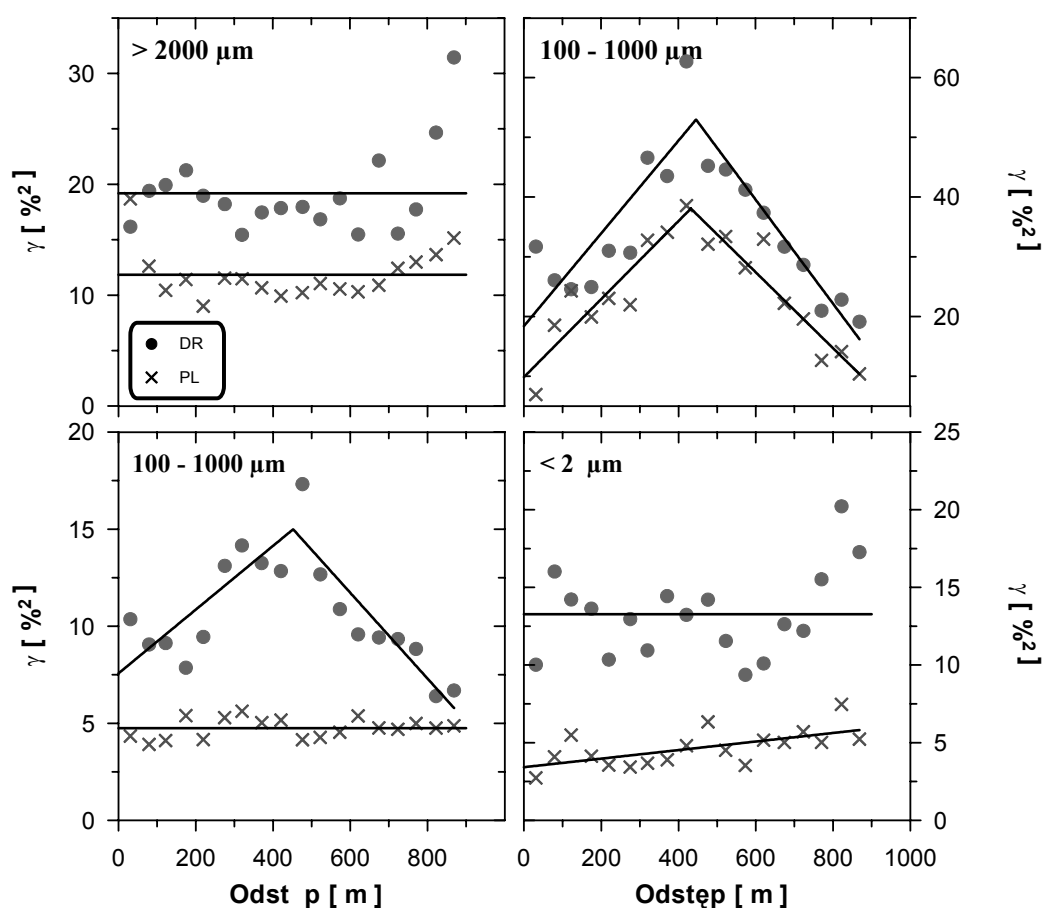 > 2000 µm
100 - 1000 µm
30
20
10
0
γ [ %²]
DR
PL
60
40
20
γ [ %²]
100 - 1000 µm
< 2 µm
20
15
10
5
0
γ [ %²]
25
20
15
10
5
0
γ [ %²]
0 200 400 600 800
0 200 400 600 800 1000
Odst p [ m ]
Odstęp [ m ]